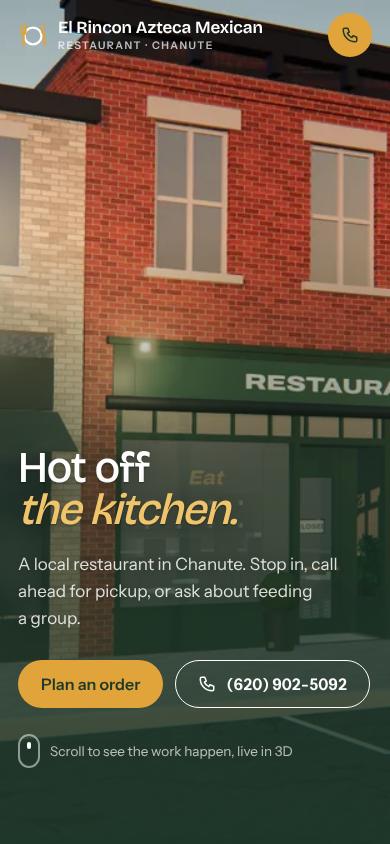 El Rincon Azteca Mexican
RESTAURANT · CHANUTE
RESTAURA
Eat
CLOSED
Hot off
the kitchen.
A local restaurant in Chanute. Stop in, call
ahead for pickup, or ask about feeding
a group.
Plan an order
(620) 902-5092
Scroll to see the work happen, live in 3D